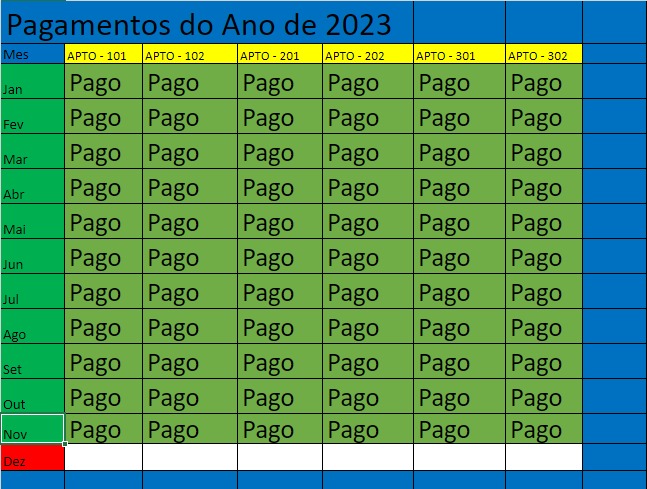 Pagamentos do Ano de 2023
Mes APTO - 101 APTO - 102 APTO - 201 APTO - 202 APTO - 301 APTO - 302
Jan Pago Pago Pago Pago Pago Pago
Fev Pago Pago Pago Pago Pago Pago
Mar Pago Pago Pago Pago Pago Pago
Abr Pago Pago Pago Pago Pago Pago
Mai Pago Pago Pago Pago Pago Pago
Jun Pago Pago Pago Pago Pago Pago
Jul Pago Pago Pago Pago Pago Pago
Ago Pago Pago Pago Pago Pago Pago
Set Pago Pago Pago Pago Pago Pago
Out Pago Pago Pago Pago Pago Pago
Nov Pago Pago Pago Pago Pago Pago
Dez